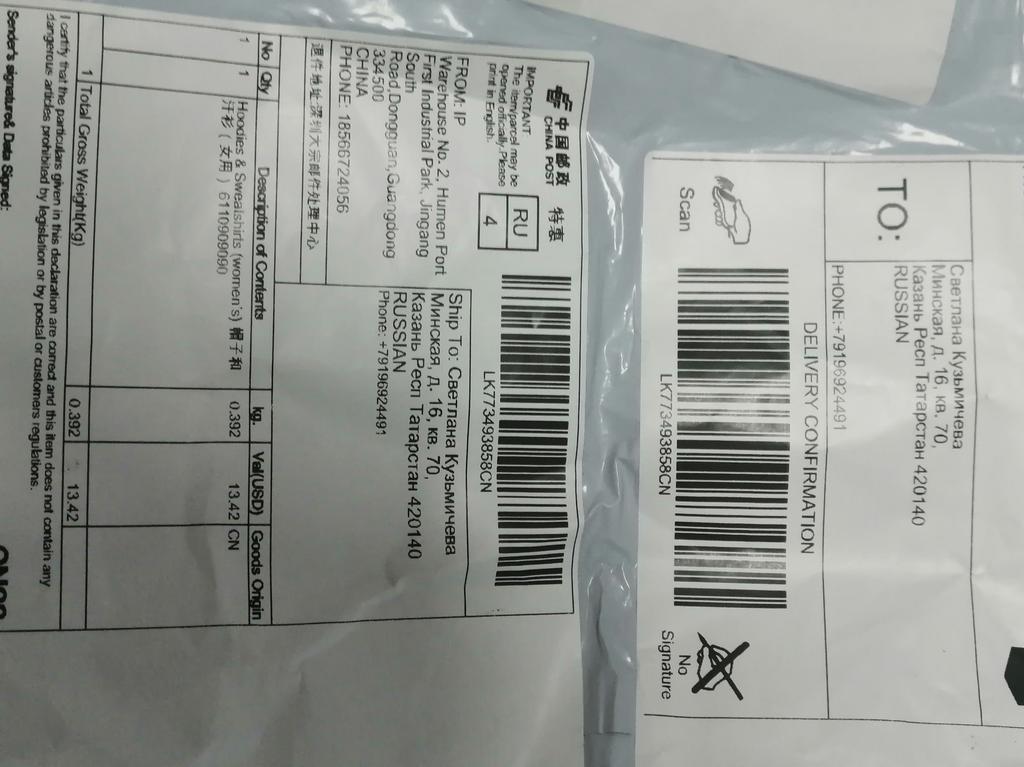 中国邮政
CHINA POST
特惠
IMPORTANT
The item/parcel may be
opened officially.Please
print in English.
RU
4
LK773493858CN
FROM: IP
Warehouse No. 2, Humen Port
First Industrial Park, Jingang
South
Road,Dongguan,Guangdong
334500
CHINA
PHONE: 18566724056
退件地址:深圳大宗邮件处理中心
Ship To: Светлана Кузьмичева
Минская, д. 16, кв. 70,
Казань Респ Татарстан 420140
RUSSIAN
Phone: +79196924491
No Qty Description of Contents kg. Val(USD) Goods Origin
1 1 Hoodies & Swealshirts (women's) 帽子和 0.392 13.42 CN
汗衫(女用) 6110909090
1 Total Gross Weight(Kg) 0.392 13.42
I certify that the particulars given in this declaration are correct and this item does not contain any
dangerous articles prohibited by legislation or by postal or customers regulations.
Sender's signature& Data Signed:
TO:
Светлана Кузьмичева
Минская, д. 16, кв. 70,
Казань Респ Татарстан 420140
RUSSIAN
PHONE:+79196924491
DELIVERY CONFIRMATION
Scan
LK773493858CN
No
Signature